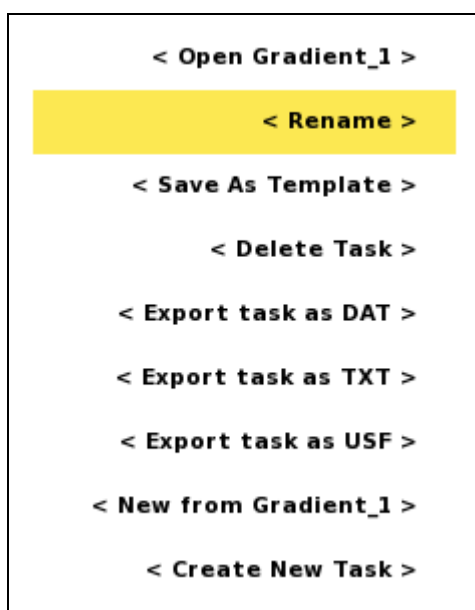 < Open Gradient_1 >
< Rename >
< Save As Template >
< Delete Task >
< Export task as DAT >
< Export task as TXT >
< Export task as USF >
< New from Gradient_1 >
< Create New Task >